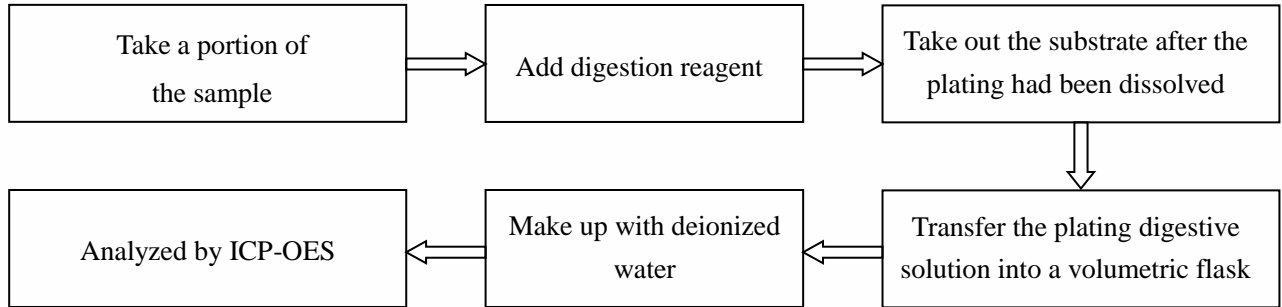 Take a portion of
the sample
Add digestion reagent
Take out the substrate after the
plating had been dissolved
Transfer the plating digestive
solution into a volumetric flask
Make up with deionized
water
Analyzed by ICP-OES